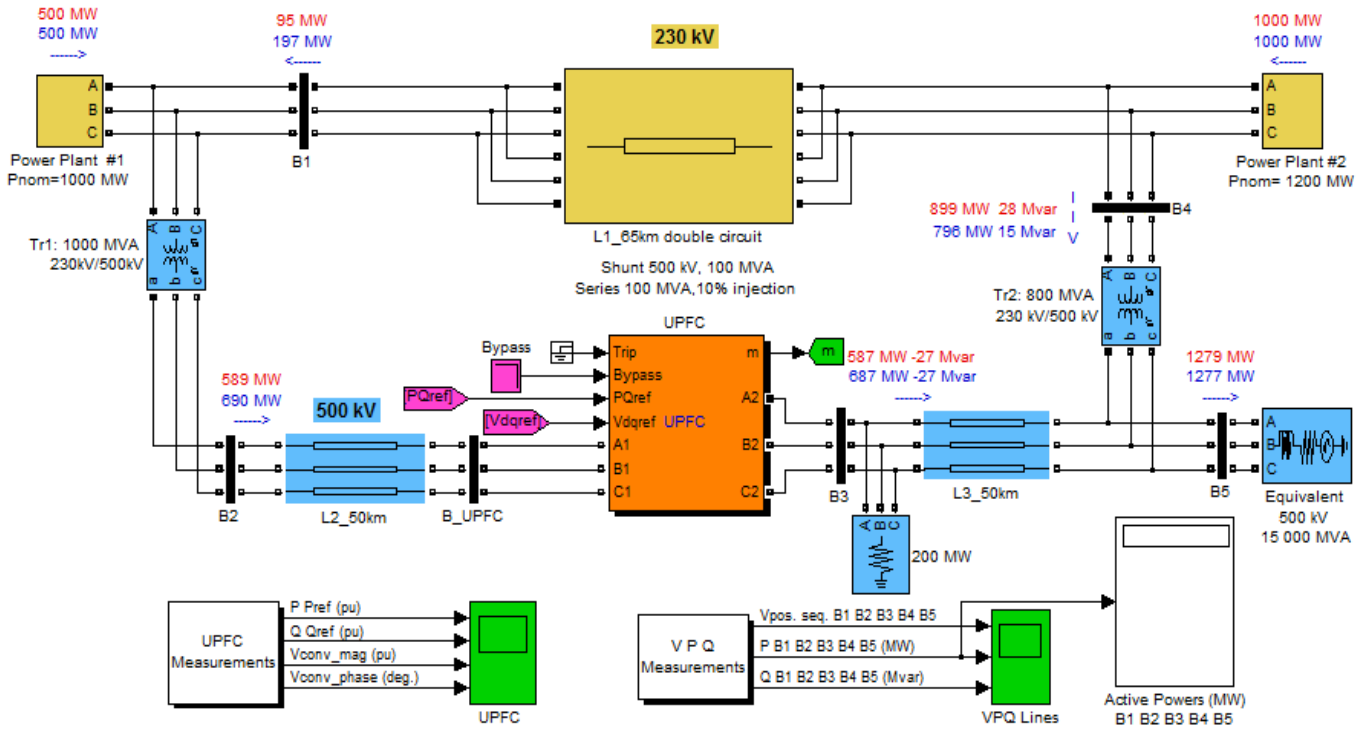 500 MW
500 MW
------>
95 MW
197 MW
<------
230 kV
1000 MW
1000 MW
<------
A
B
C
A
B
C
Power Plant #1
Pnom=1000 MW
B1
L1_65km double circuit
Power Plant #2
Pnom= 1200 MW
899 MW 28 Mvar
796 MW 15 Mvar
V
B4
Tr1: 1000 MVA
230kV/500kV
A B C
a b c
Shunt 500 kV, 100 MVA
Series 100 MVA,10% injection
Tr2: 800 MVA
230 kV/500 kV
A B C
a b c
UPFC
Bypass
Trip
Bypass
PQref
Vdqref
UPFC
A1
B1
C1
m
A2
B2
C2
m
[PQref]
[Vdqref]
589 MW
690 MW
------>
500 kV
587 MW -27 Mvar
687 MW -27 Mvar
------>
1279 MW
1277 MW
------>
B2
L2_50km
B_UPFC
B3
L3_50km
B5
A
B
C
Equivalent
500 kV
15 000 MVA
A B C
200 MW
UPFC
Measurements
P Pref (pu)
Q Qref (pu)
Vconv_mag (pu)
Vconv_phase (deg.)
UPFC
V P Q
Measurements
Vpos. seq. B1 B2 B3 B4 B5
P B1 B2 B3 B4 B5 (MW)
Q B1 B2 B3 B4 B5 (Mvar)
VPQ Lines
Active Powers (MW)
B1 B2 B3 B4 B5